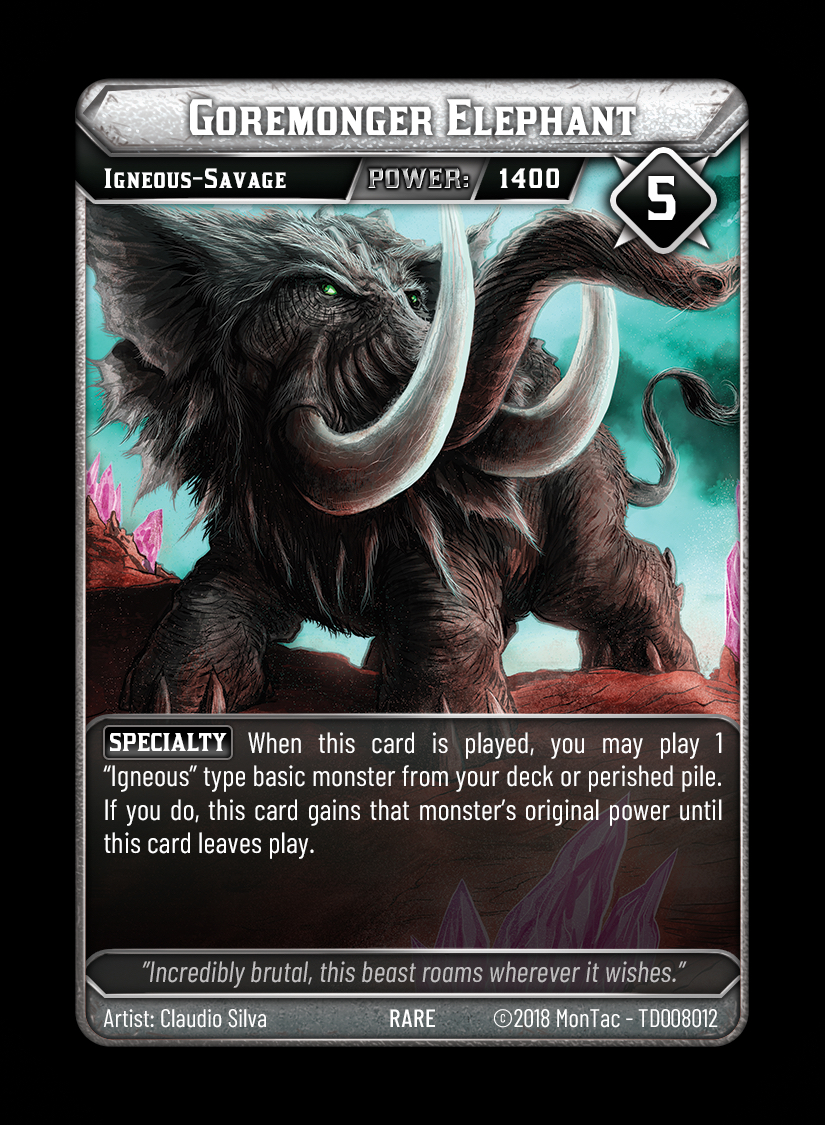 Goremonger Elephant
Igneous-Savage POWER: 1400
5
SPECIALTY When this card is played, you may play 1
“Igneous” type basic monster from your deck or perished pile.
If you do, this card gains that monster’s original power until
this card leaves play.
”Incredibly brutal, this beast roams wherever it wishes.”
Artist: Claudio Silva RARE ©2018 MonTac - TD008012